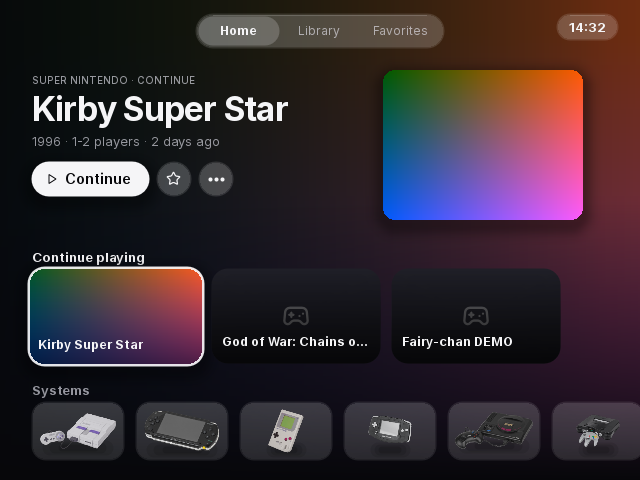 Home Library Favorites 14:32
SUPER NINTENDO · CONTINUE
Kirby Super Star
1996 · 1-2 players · 2 days ago
Continue
Continue playing
Kirby Super Star
God of War: Chains o...
Fairy-chan DEMO
Systems